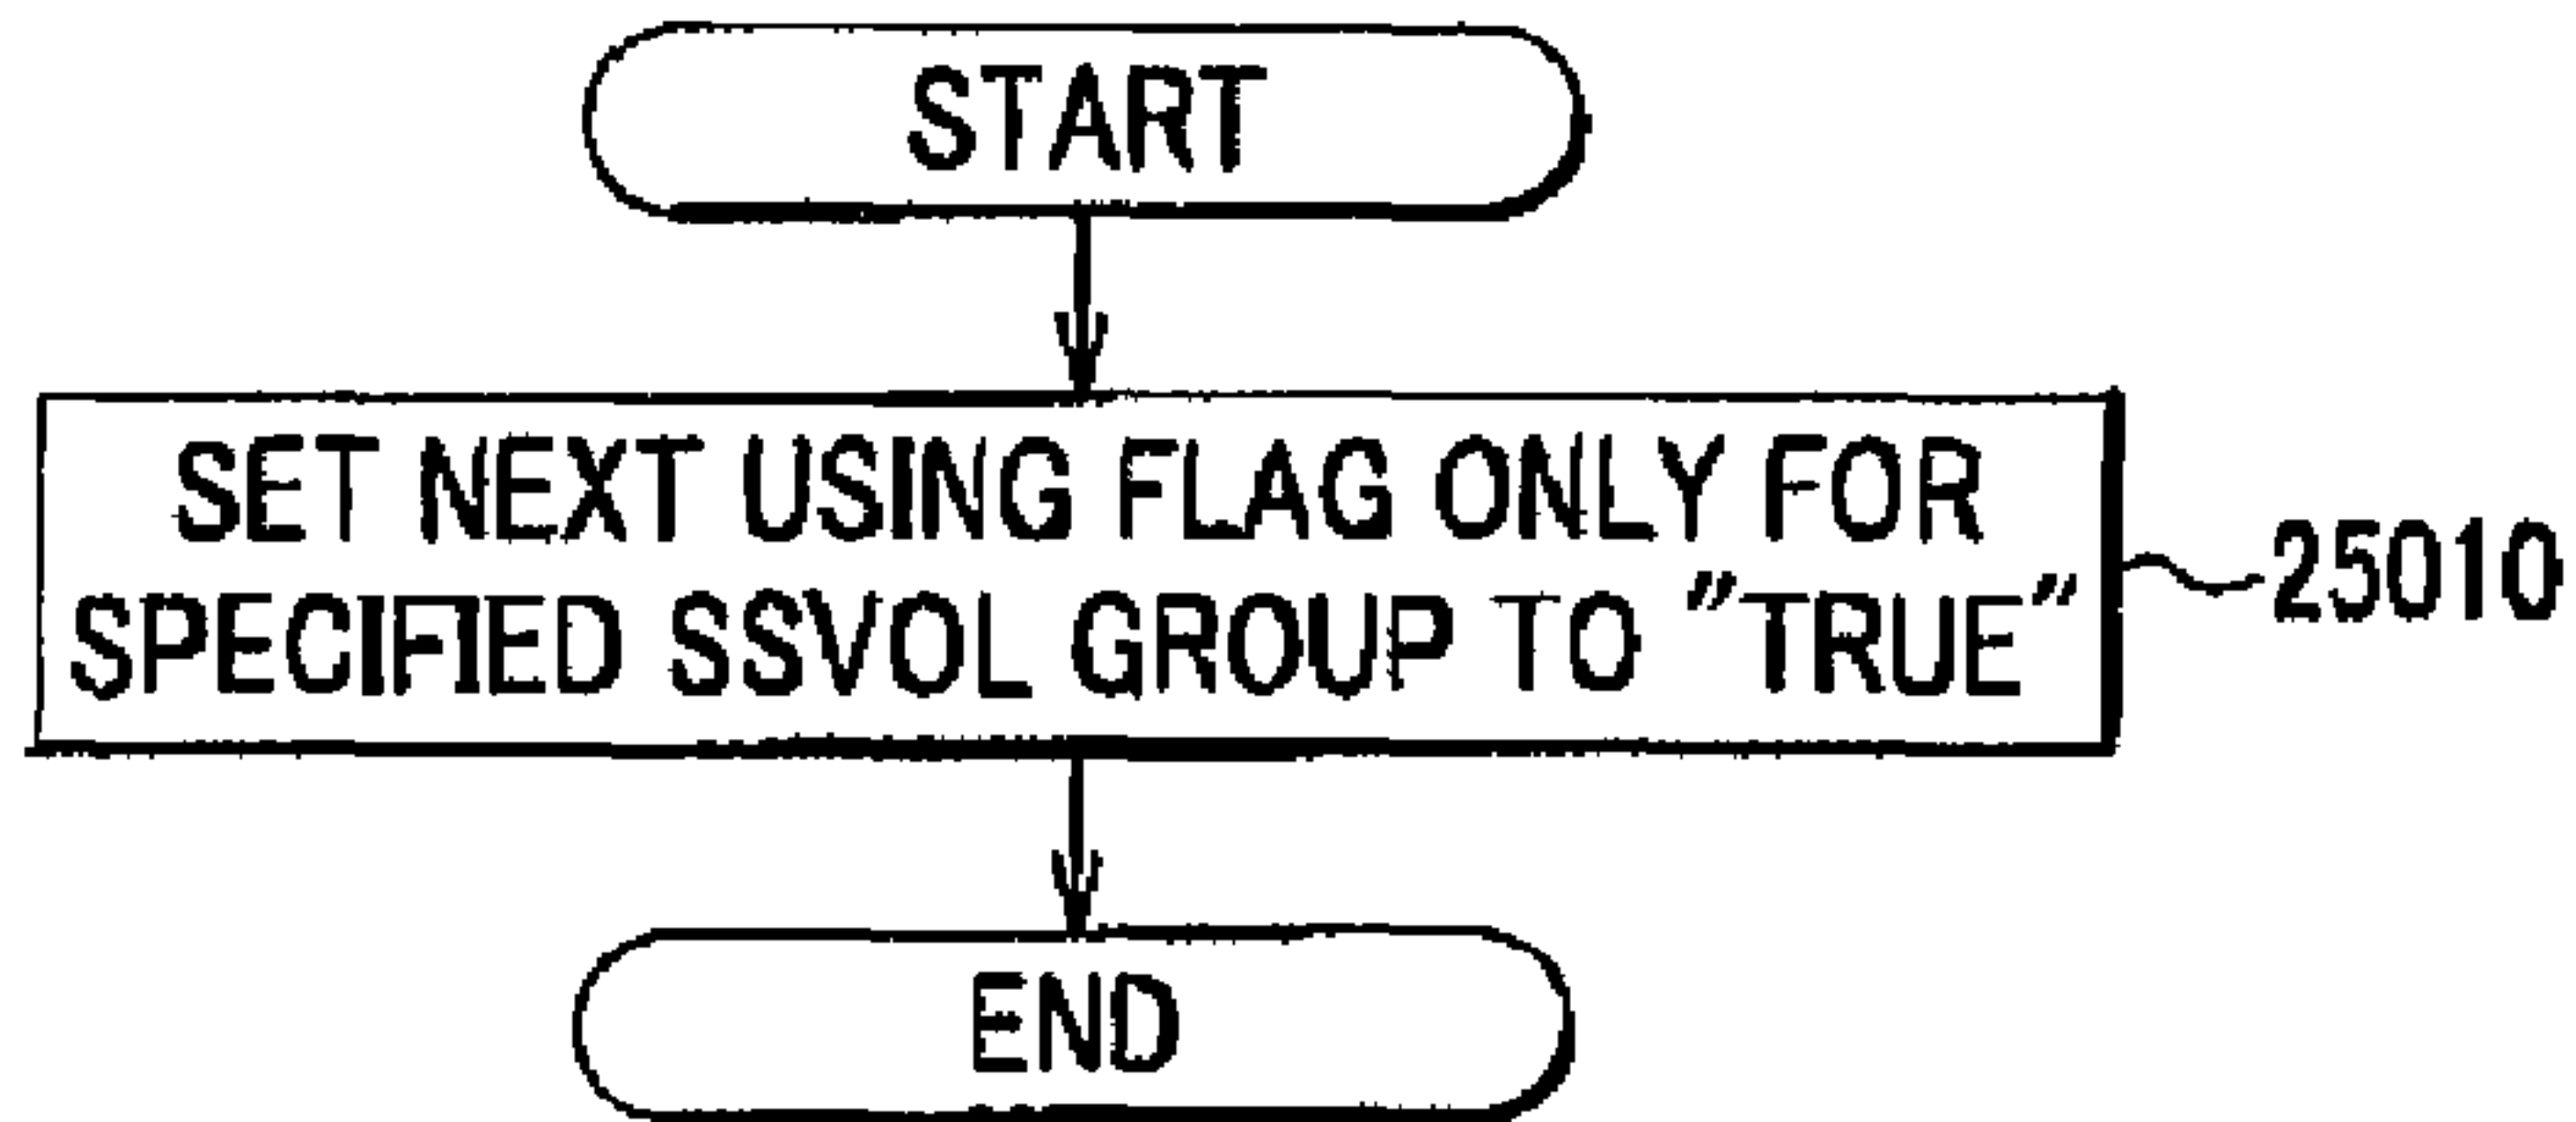 START
SET NEXT USING FLAG ONLY FOR
SPECIFIED SSVOL GROUP TO "TRUE"
25010
END